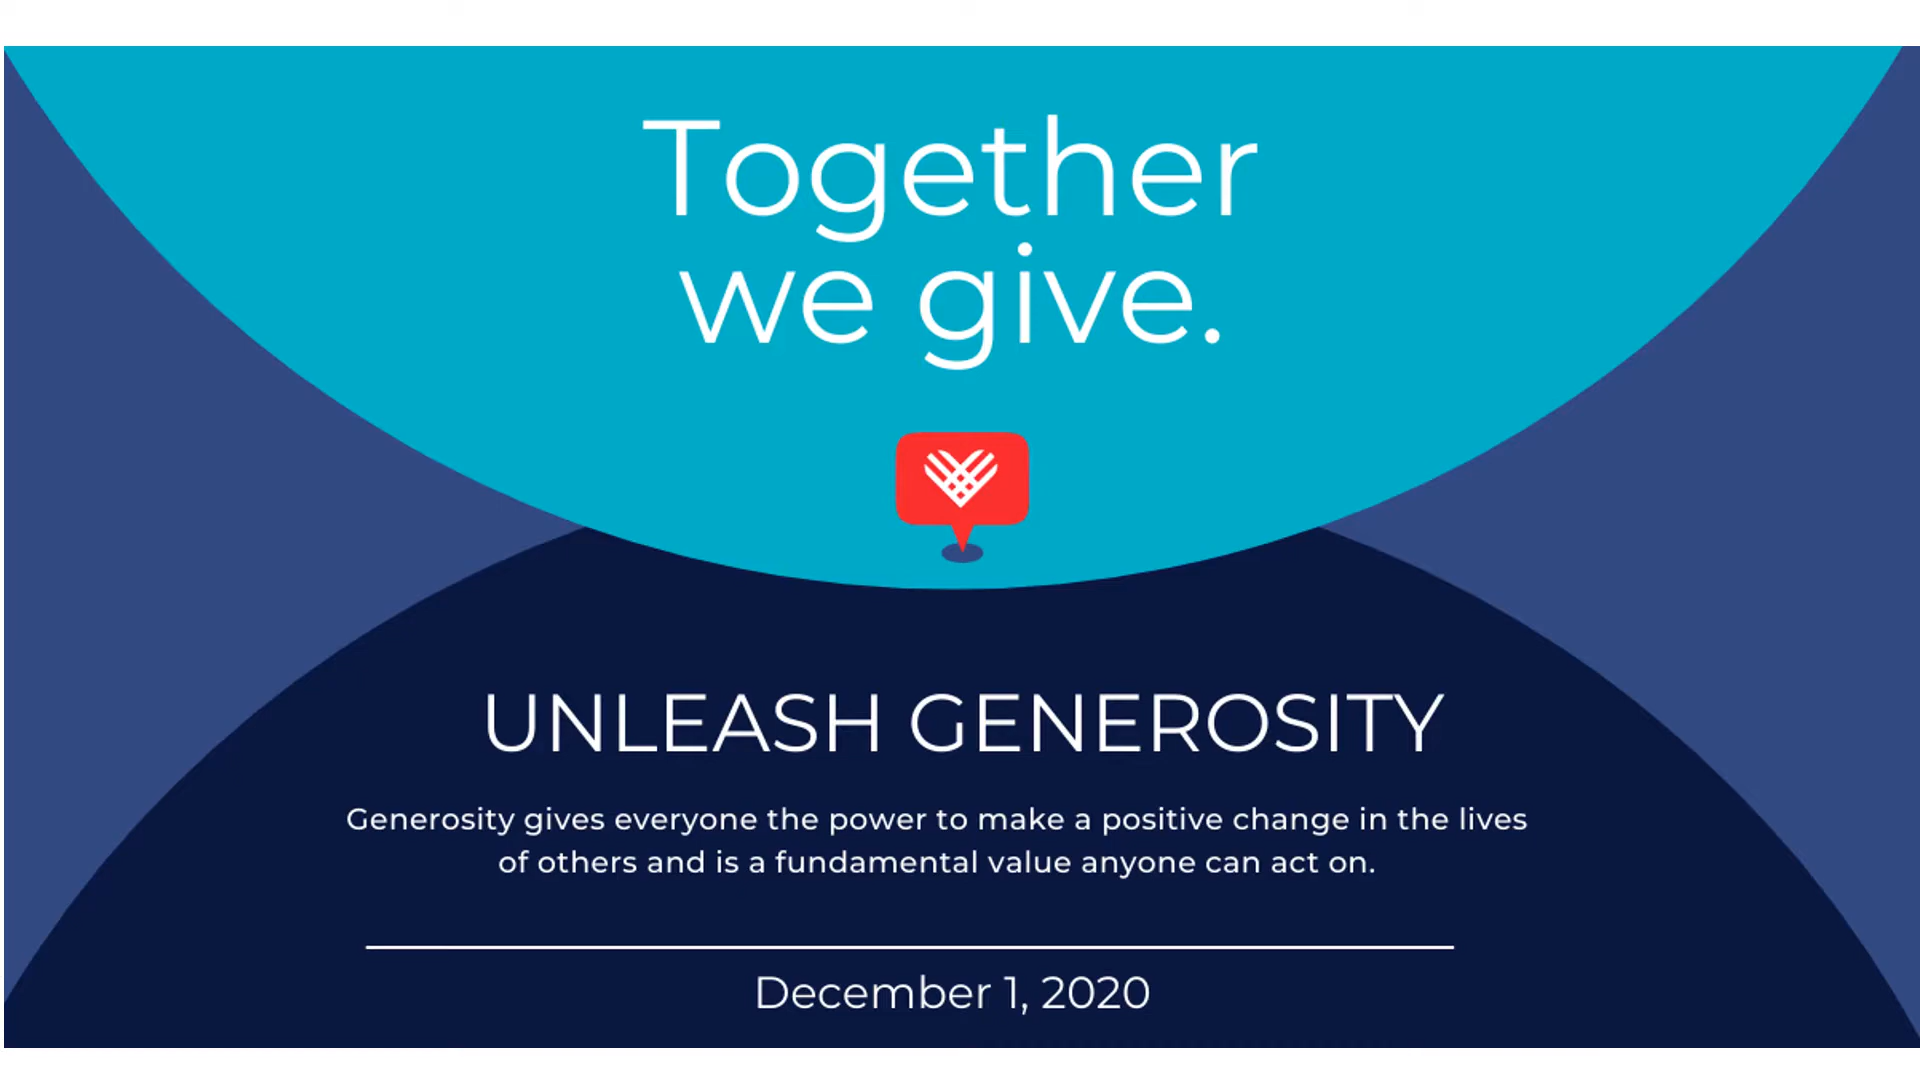 Together
we give.
UNLEASH GENEROSITY
Generosity gives everyone the power to make a positive change in the lives
of others and is a fundamental value anyone can act on.
December 1, 2020